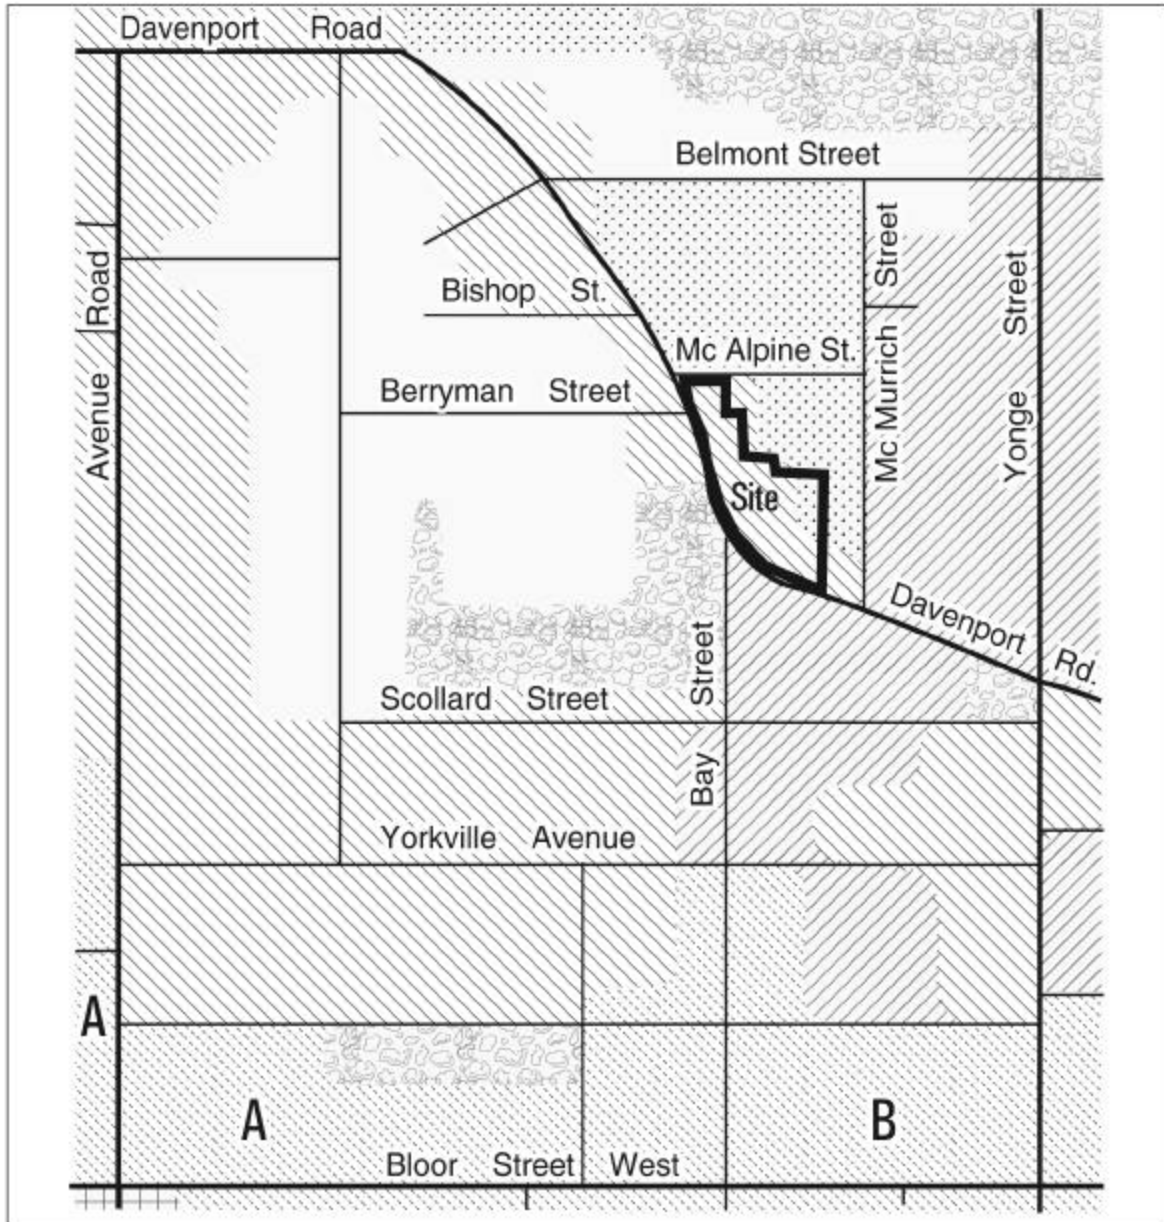 Davenport Road
Belmont Street
Bishop St.
Mc Alpine St.
Berryman Street
Avenue Road
Mc Murrich Street
Yonge Street
Site
Davenport Rd.
Scollard Street
Bay Street
Yorkville Avenue
A
A
B
Bloor Street West